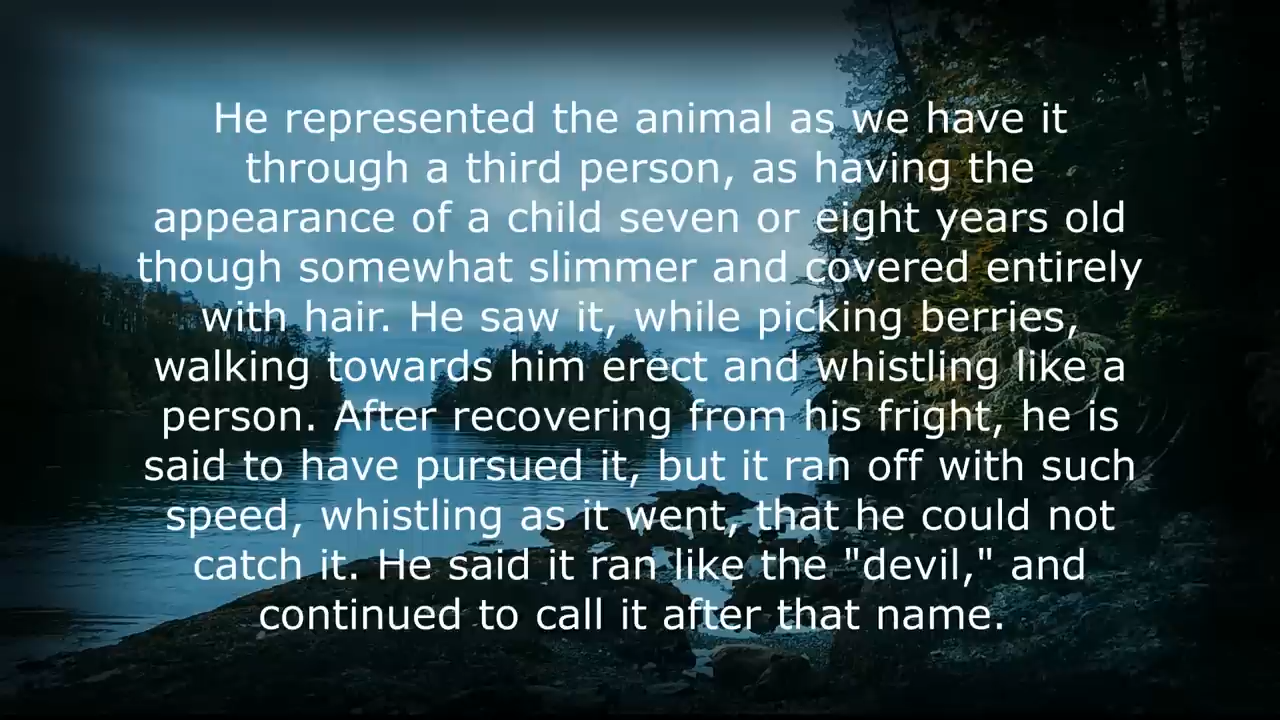 He represented the animal as we have it
through a third person, as having the
appearance of a child seven or eight years old
though somewhat slimmer and covered entirely
with hair. He saw it, while picking berries,
walking towards him erect and whistling like a
person. After recovering from his fright, he is
said to have pursued it, but it ran off with such
speed, whistling as it went, that he could not
catch it. He said it ran like the "devil," and
continued to call it after that name.